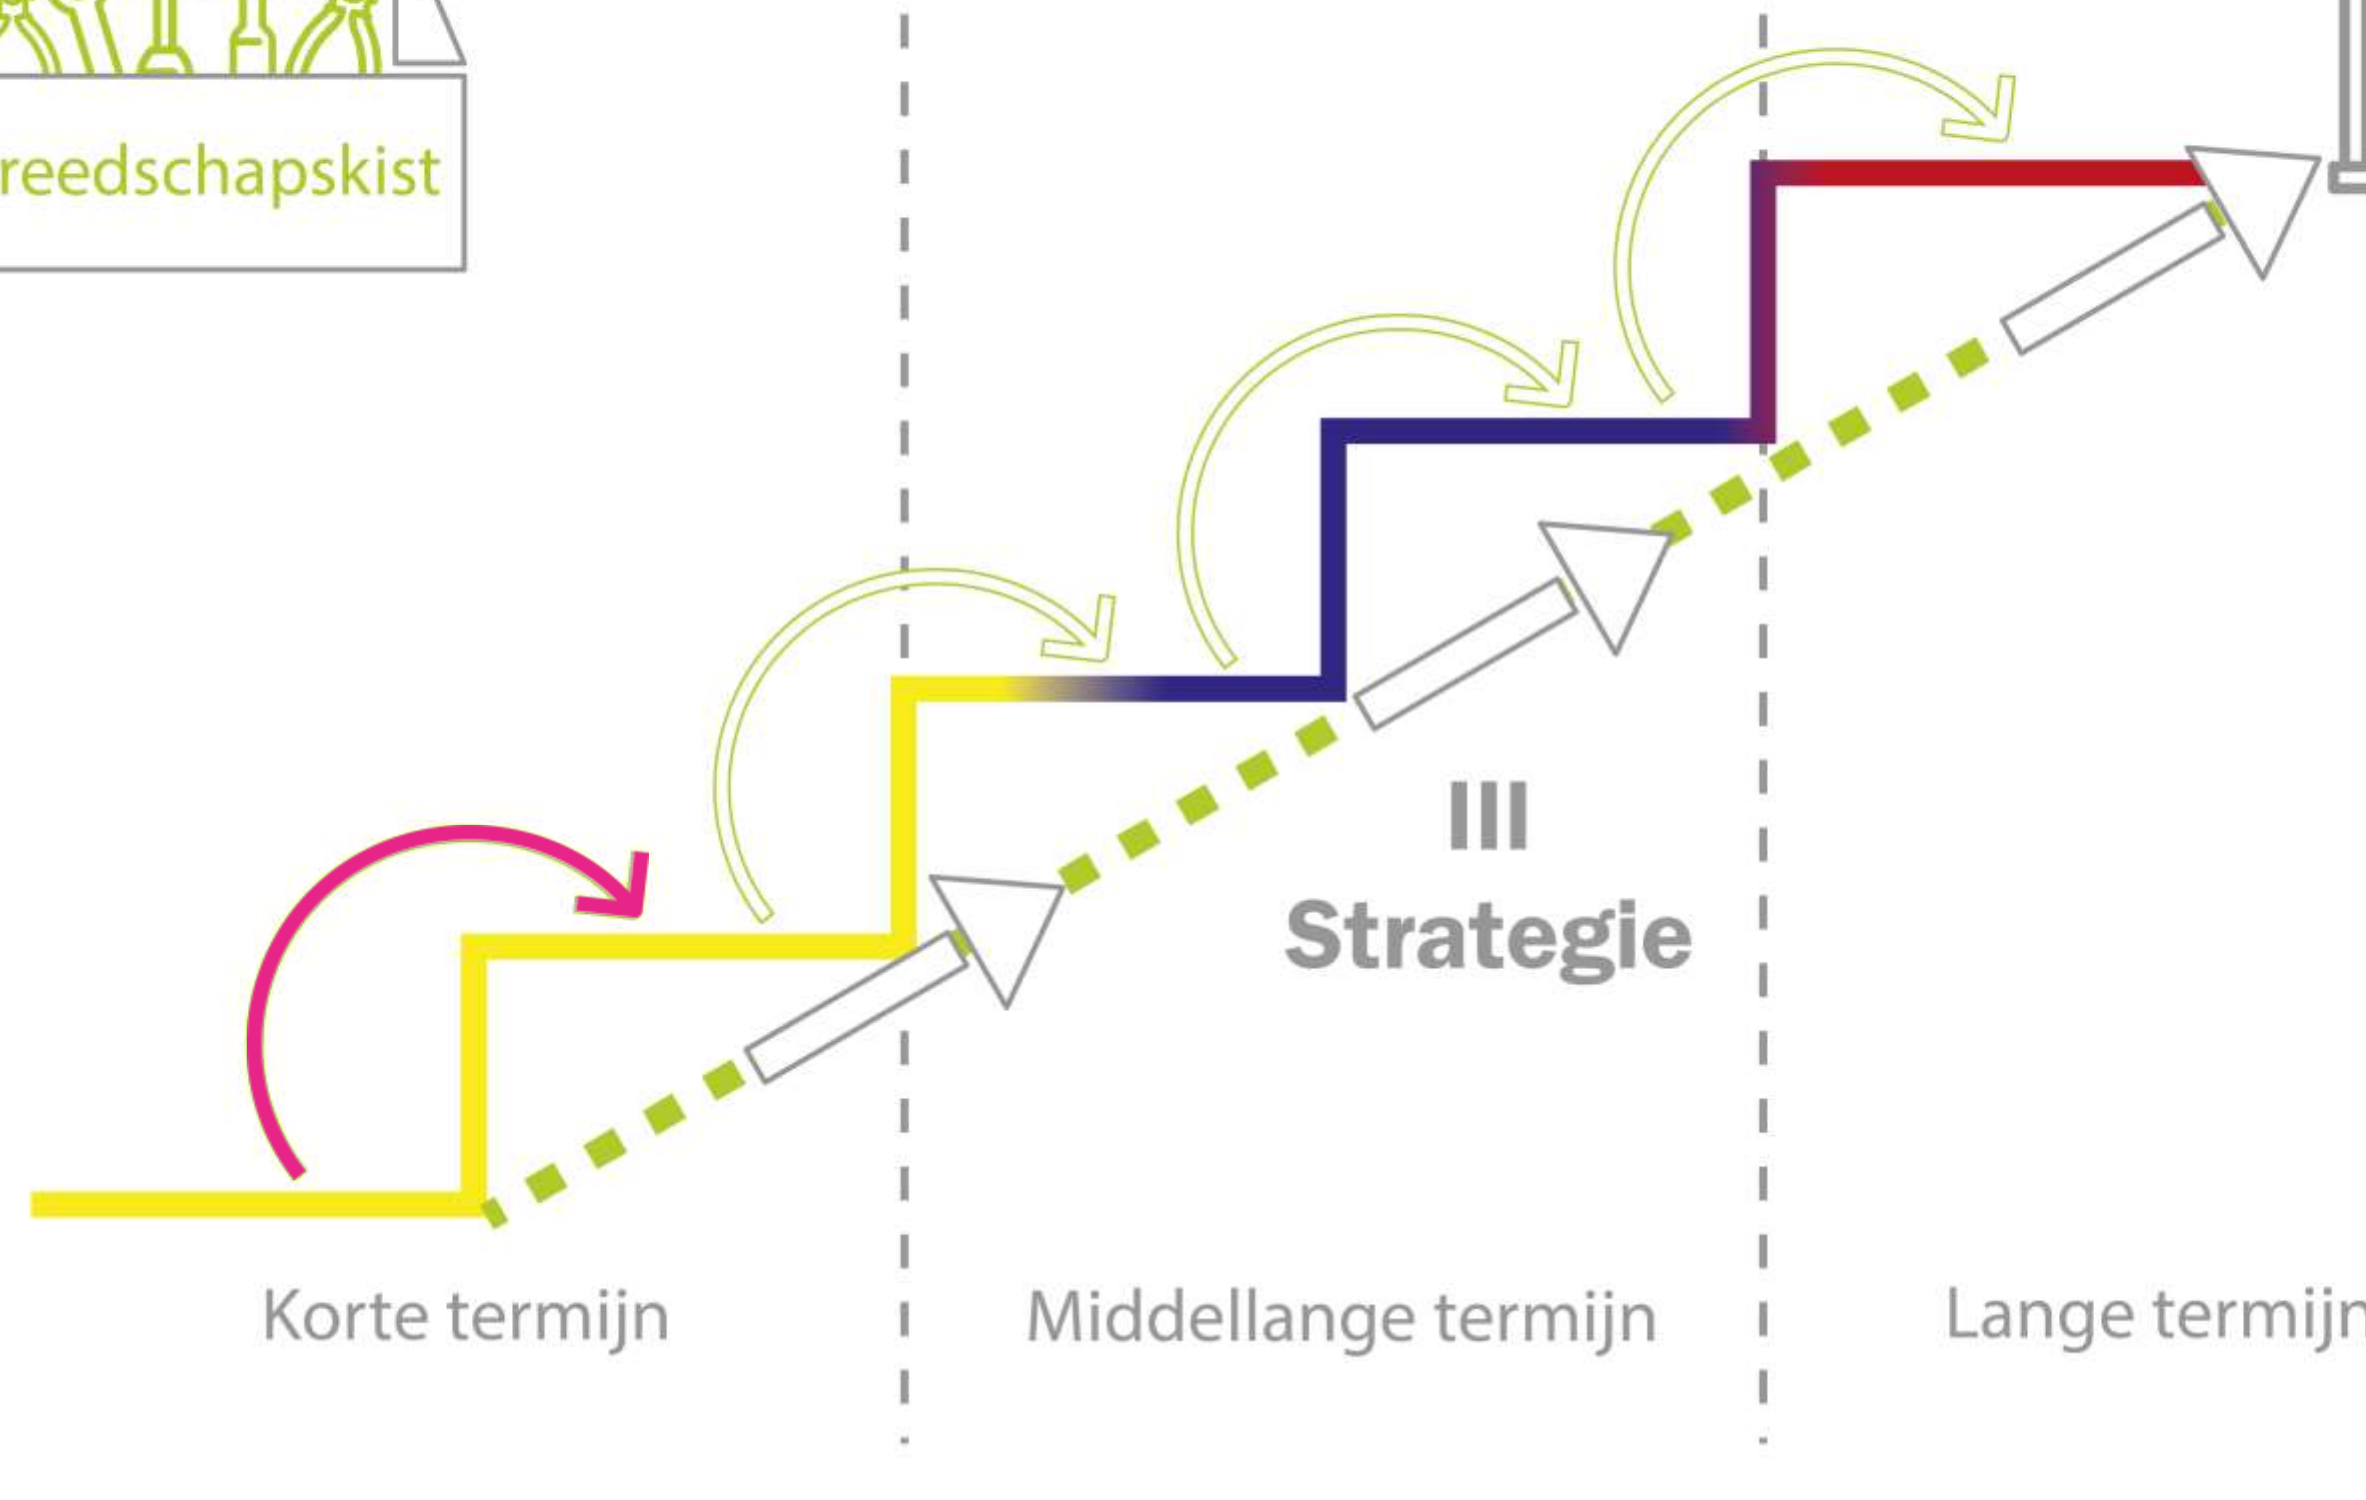 reedschapskist
III
Strategie
Korte termijn
Middellange termijn
Lange termijn